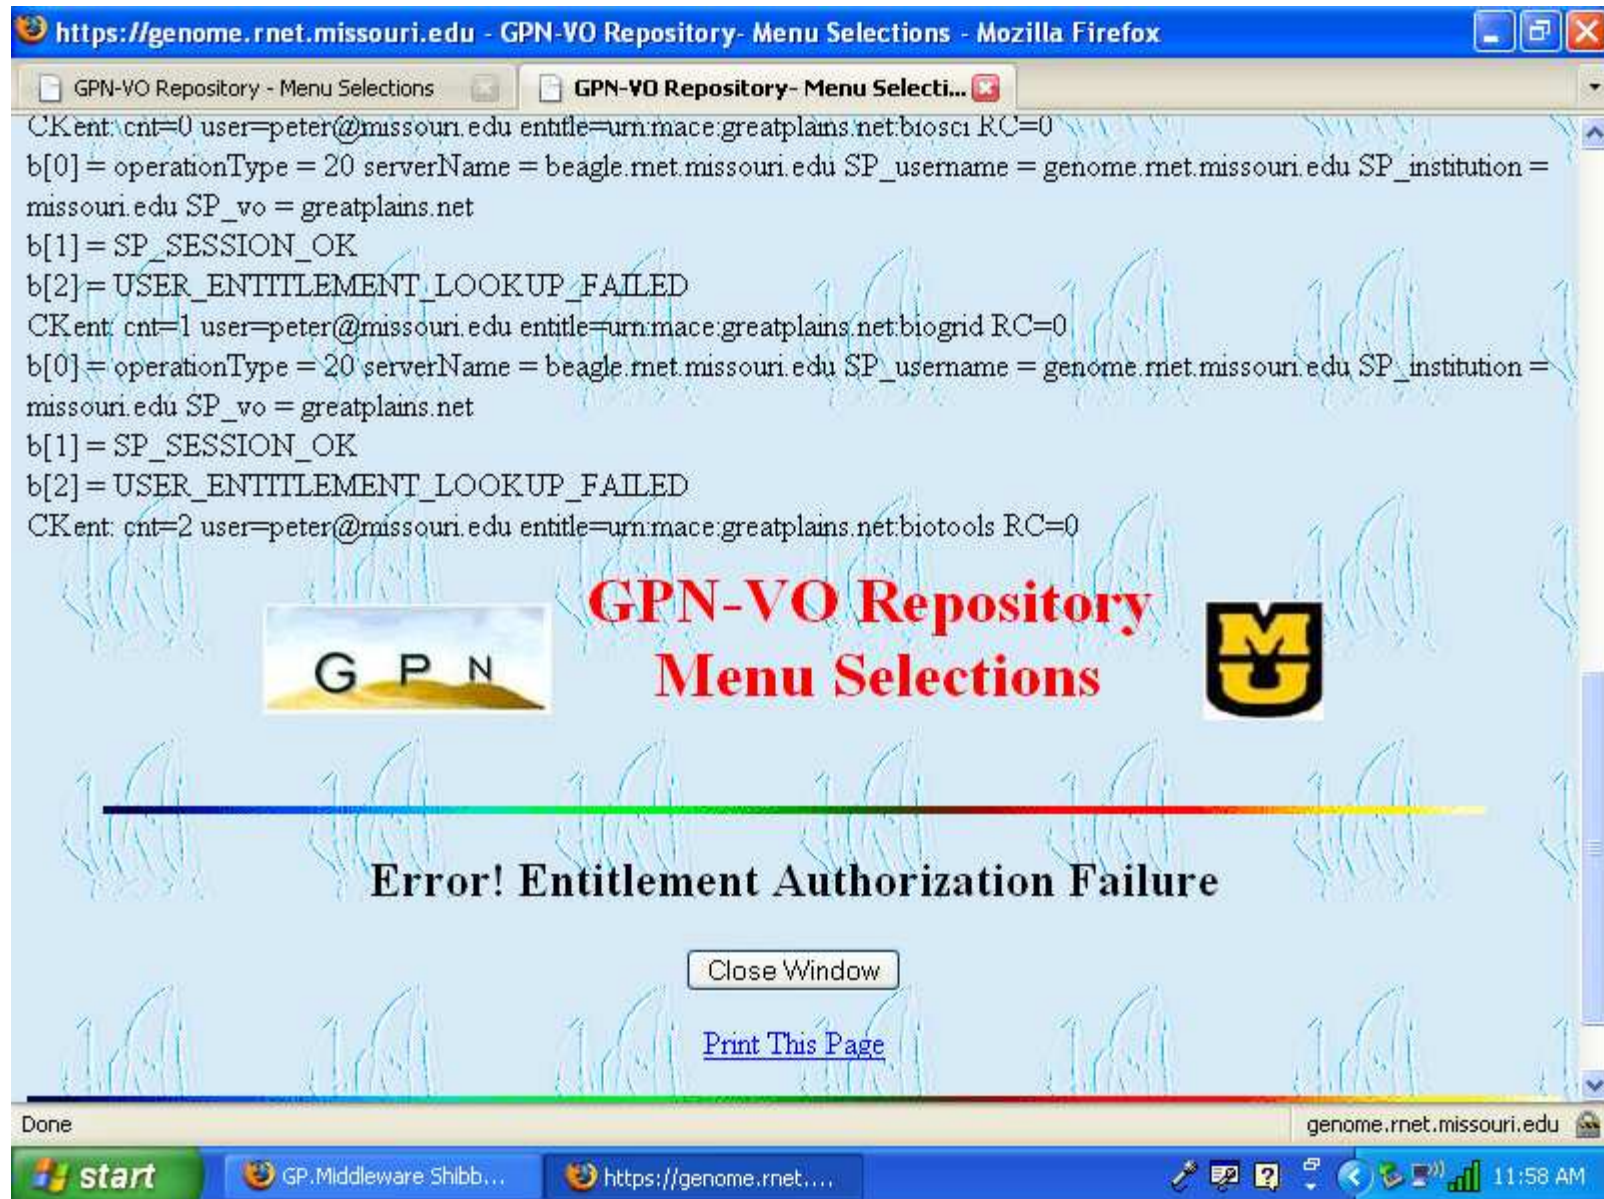 https://genome.rnet.missouri.edu - GPN-VO Repository- Menu Selections - Mozilla Firefox
GPN-VO Repository - Menu Selections
GPN-VO Repository- Menu Selecti...
CKent: cnt=0 user=peter@missouri.edu entitle=urn:mace:greatplains.net:biosci RC=0
b[0] = operationType = 20 serverName = beagle.rnet.missouri.edu SP_username = genome.rnet.missouri.edu SP_institution =
missouri.edu SP_vo = greatplains.net
b[1] = SP_SESSION_OK
b[2] = USER_ENTITLEMENT_LOOKUP_FAILED
CKent: cnt=1 user=peter@missouri.edu entitle=urn:mace:greatplains.net:biogrid RC=0
b[0] = operationType = 20 serverName = beagle.rnet.missouri.edu SP_username = genome.rnet.missouri.edu SP_institution =
missouri.edu SP_vo = greatplains.net
b[1] = SP_SESSION_OK
b[2] = USER_ENTITLEMENT_LOOKUP_FAILED
CKent: cnt=2 user=peter@missouri.edu entitle=urn:mace:greatplains.net:biotools RC=0
GPN
GPN-VO Repository
Menu Selections
MU
Error! Entitlement Authorization Failure
Close Window
Print This Page
Done
genome.rnet.missouri.edu
start
GP.Middleware Shibb...
https://genome.rnet....
11:58 AM